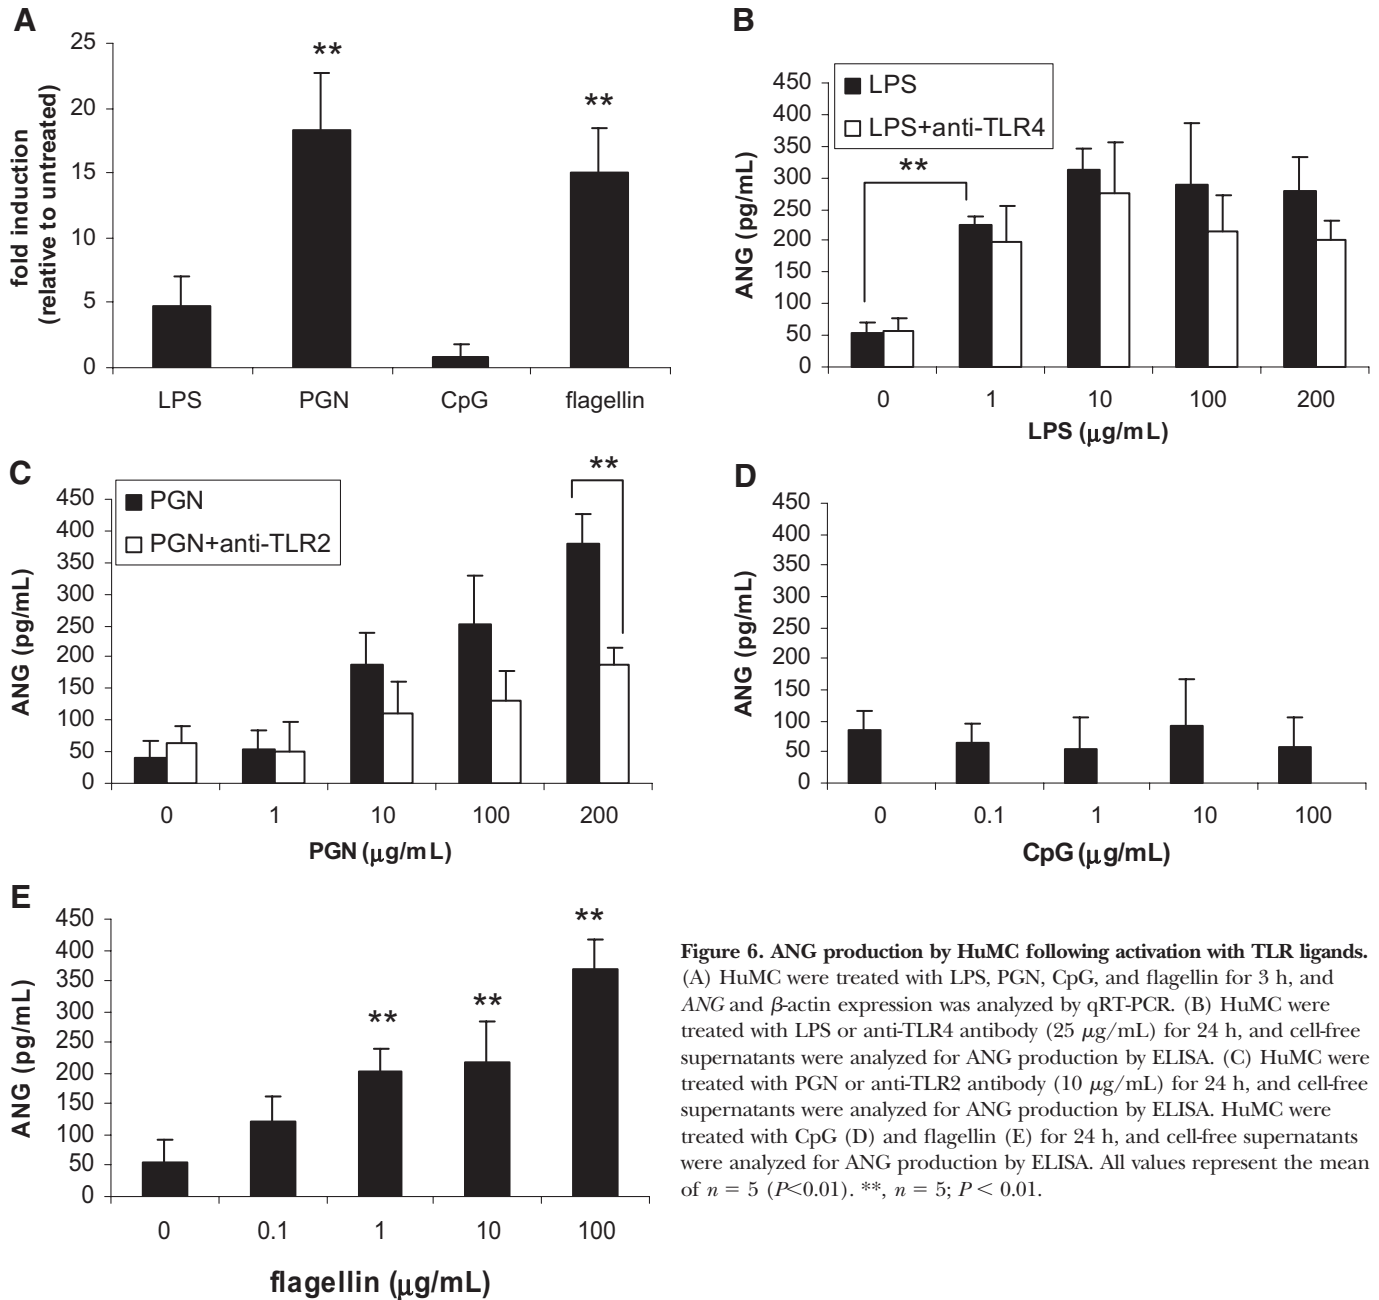 A
fold induction
(relative to untreated)
25
20
15
10
5
0
**
**
LPS PGN CpG flagellin
B
ANG (pg/mL)
450
400
350
300
250
200
150
100
50
0
LPS
LPS+anti-TLR4
**
0 1 10 100 200
LPS (μg/mL)
C
ANG (pg/mL)
450
400
350
300
250
200
150
100
50
0
PGN
PGN+anti-TLR2
**
0 1 10 100 200
PGN (μg/mL)
D
ANG (pg/mL)
450
400
350
300
250
200
150
100
50
0
0 0.1 1 10 100
CpG (μg/mL)
E
ANG (pg/mL)
450
400
350
300
250
200
150
100
50
0
**
**
**
0 0.1 1 10 100
flagellin (μg/mL)
Figure 6. ANG production by HuMC following activation with TLR ligands.
(A) HuMC were treated with LPS, PGN, CpG, and flagellin for 3 h, and
ANG and β-actin expression was analyzed by qRT-PCR. (B) HuMC were
treated with LPS or anti-TLR4 antibody (25 μg/mL) for 24 h, and cell-free
supernatants were analyzed for ANG production by ELISA. (C) HuMC were
treated with PGN or anti-TLR2 antibody (10 μg/mL) for 24 h, and cell-free
supernatants were analyzed for ANG production by ELISA. HuMC were
treated with CpG (D) and flagellin (E) for 24 h, and cell-free supernatants
were analyzed for ANG production by ELISA. All values represent the mean
of n = 5 (P<0.01). **, n = 5; P < 0.01.